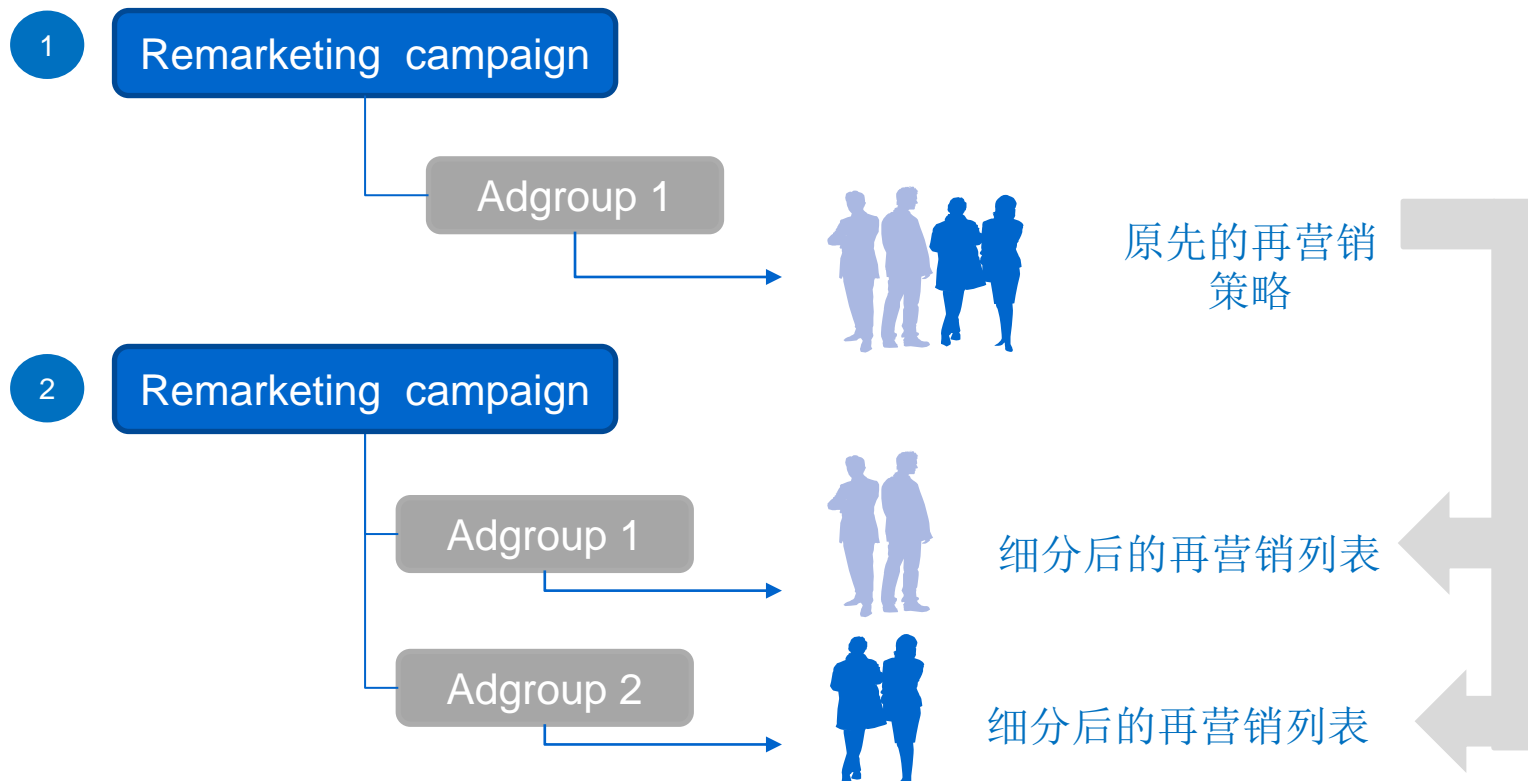 1
Remarketing campaign
Adgroup 1
原先的再营销
策略
2
Remarketing campaign
Adgroup 1
细分后的再营销列表
Adgroup 2
细分后的再营销列表